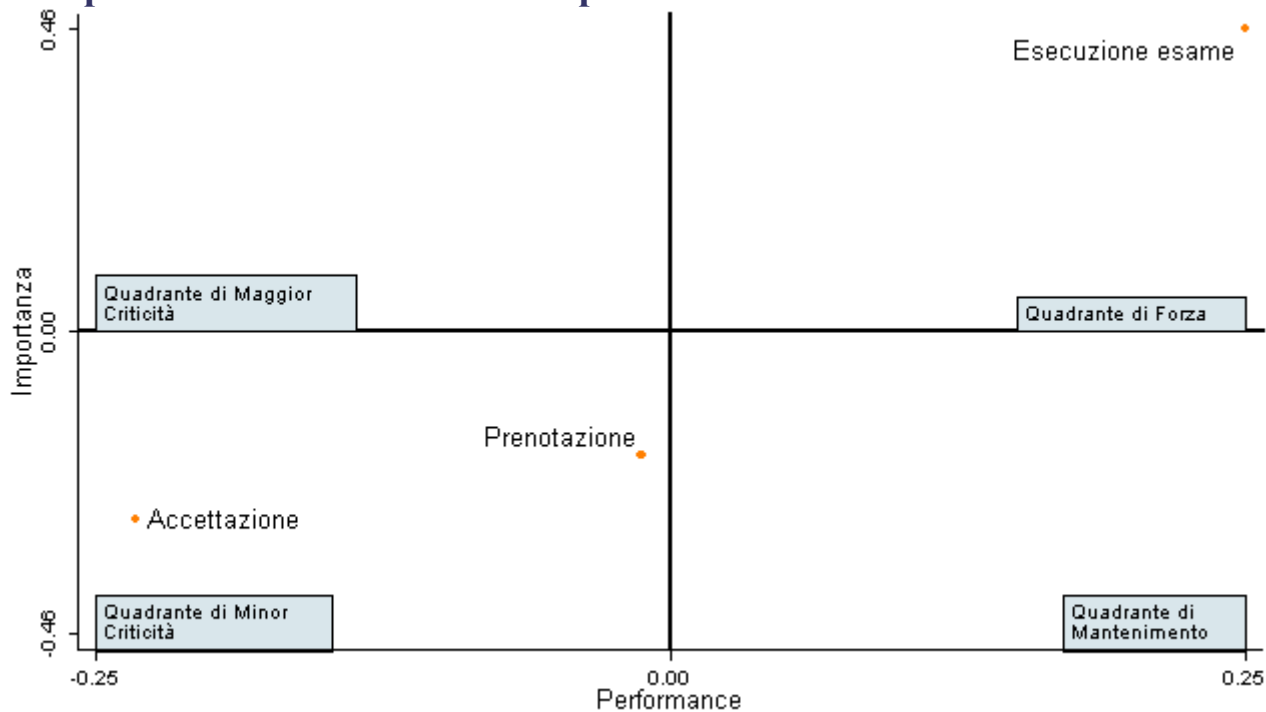 0.46
Esecuzione esame
Quadrante di Maggior
Criticità
Quadrante di Forza
Importanza
0.00
Prenotazione
Accettazione
Quadrante di Minor
Criticità
Quadrante di
Mantenimento
-0.46
-0.25
0.00
0.25
Performance